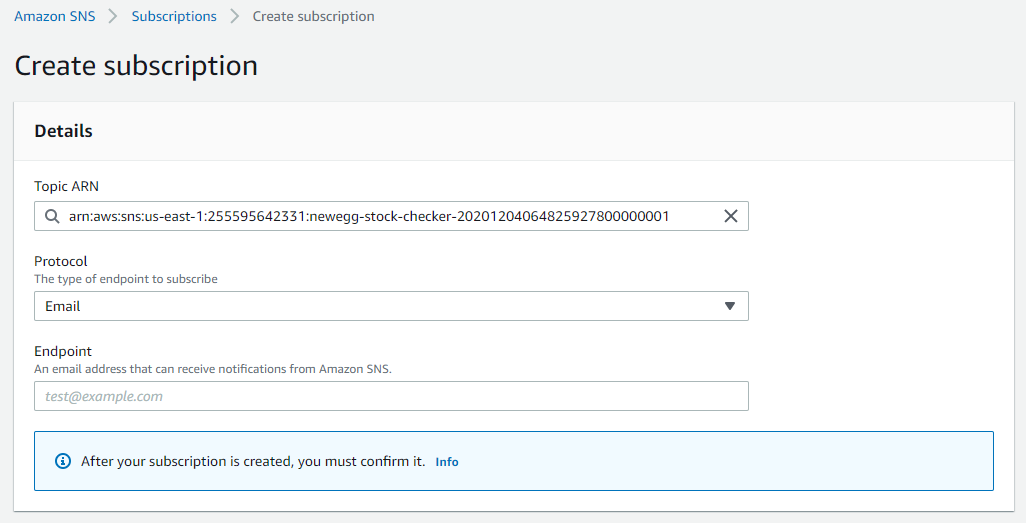 Amazon SNS > Subscriptions > Create subscription
Create subscription
Details
Topic ARN
arn:aws:sns:us-east-1:255595642331:newegg-stock-checker-20201204064825927800000001
Protocol
The type of endpoint to subscribe
Email
Endpoint
An email address that can receive notifications from Amazon SNS.
test@example.com
After your subscription is created, you must confirm it. Info